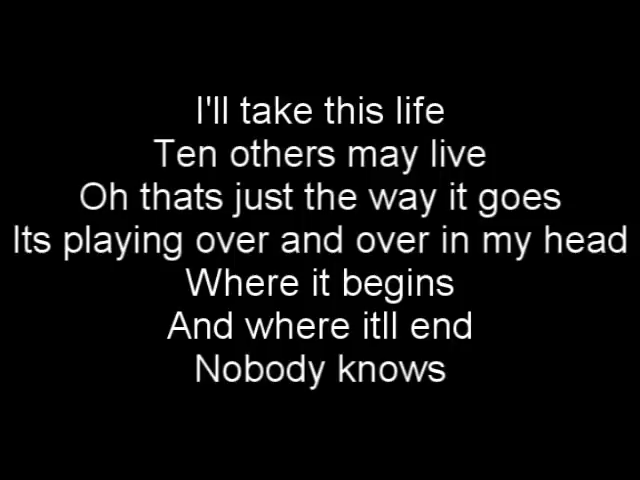 I'll take this life
Ten others may live
Oh thats just the way it goes
Its playing over and over in my head
Where it begins
And where itll end
Nobody knows